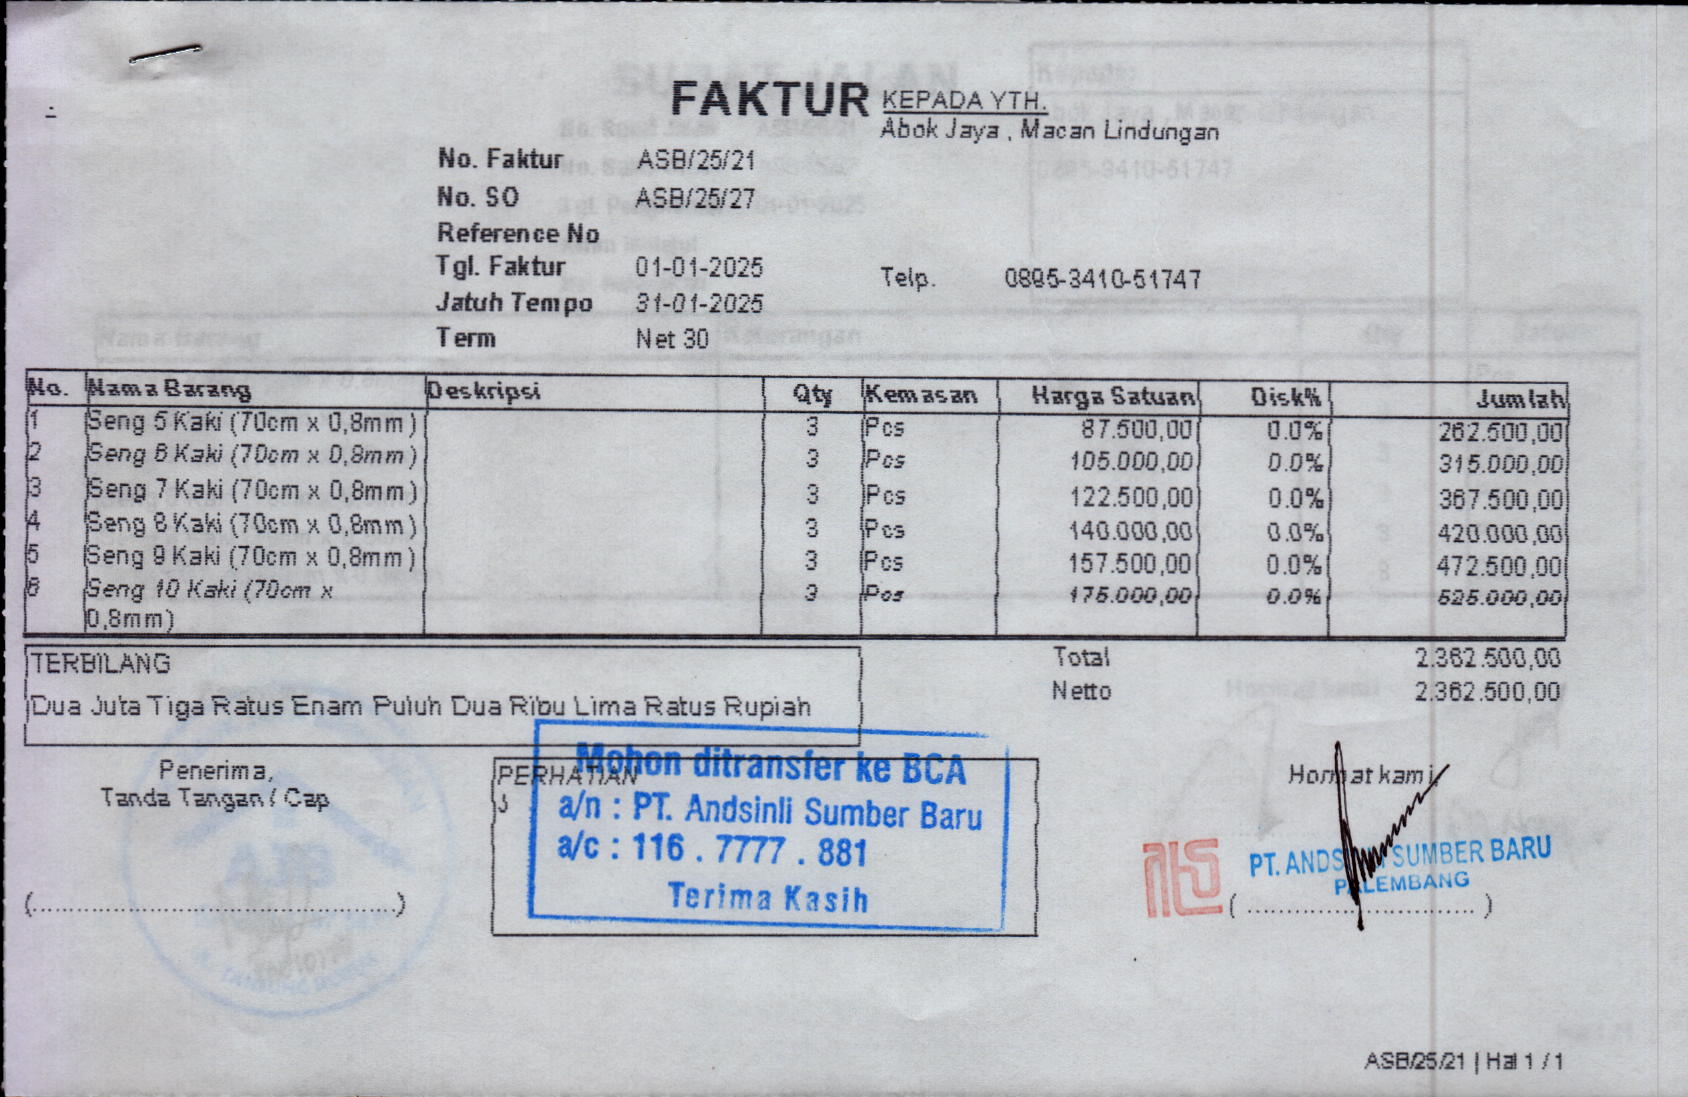 FAKTUR
KEPADA YTH.
Abok Jaya , Macan Lindungan
No. Faktur ASB/25/21
No. SO ASB/25/27
Reference No
Tgl. Faktur 01-01-2025
Telp. 0895-3410-51747
Jatuh Tempo 31-01-2025
Term Net 30
No. Nama Barang Deskripsi Qty Kemasan Harga Satuan Disk% Jumlah
1 Seng 5 Kaki (70cm x 0,8mm) 3 Pcs 87.500,00 0.0% 262.500,00
2 Seng 6 Kaki (70cm x 0,8mm) 3 Pcs 105.000,00 0.0% 315.000,00
3 Seng 7 Kaki (70cm x 0,8mm) 3 Pcs 122.500,00 0.0% 367.500,00
4 Seng 8 Kaki (70cm x 0,8mm) 3 Pcs 140.000,00 0.0% 420.000,00
5 Seng 9 Kaki (70cm x 0,8mm) 3 Pcs 157.500,00 0.0% 472.500,00
6 Seng 10 Kaki (70cm x 3 Pcs 175.000,00 0.0% 525.000,00
0,8mm)
TERBILANG
Dua Juta Tiga Ratus Enam Puluh Dua Ribu Lima Ratus Rupiah
Total 2.362.500,00
Netto 2.362.500,00
Penerima,
Tanda Tangan / Cap
(..............................................)
PERHATIAN
Mohon ditransfer ke BCA
a/n : PT. Andsinli Sumber Baru
a/c : 116 . 7777 . 881
Terima Kasih
Hormat kami,
PT. ANDSINLI SUMBER BARU
PALEMBANG
( ............................. )
ASB/25/21 | Hal 1 / 1